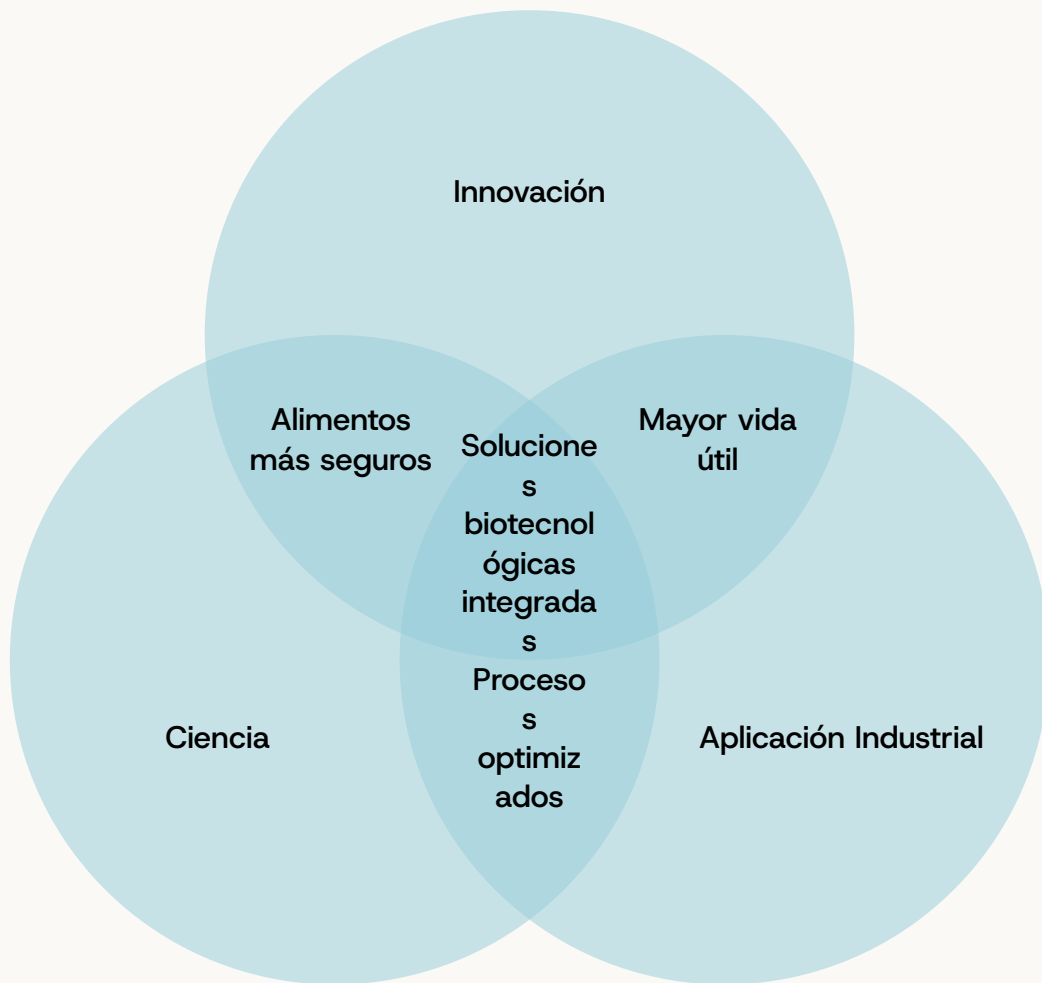 Innovación
Alimentos
más seguros
Mayor vida
útil
Solucione
s
biotecnol
ógicas
integrada
s
Proceso
s
optimiz
ados
Ciencia
Aplicación Industrial